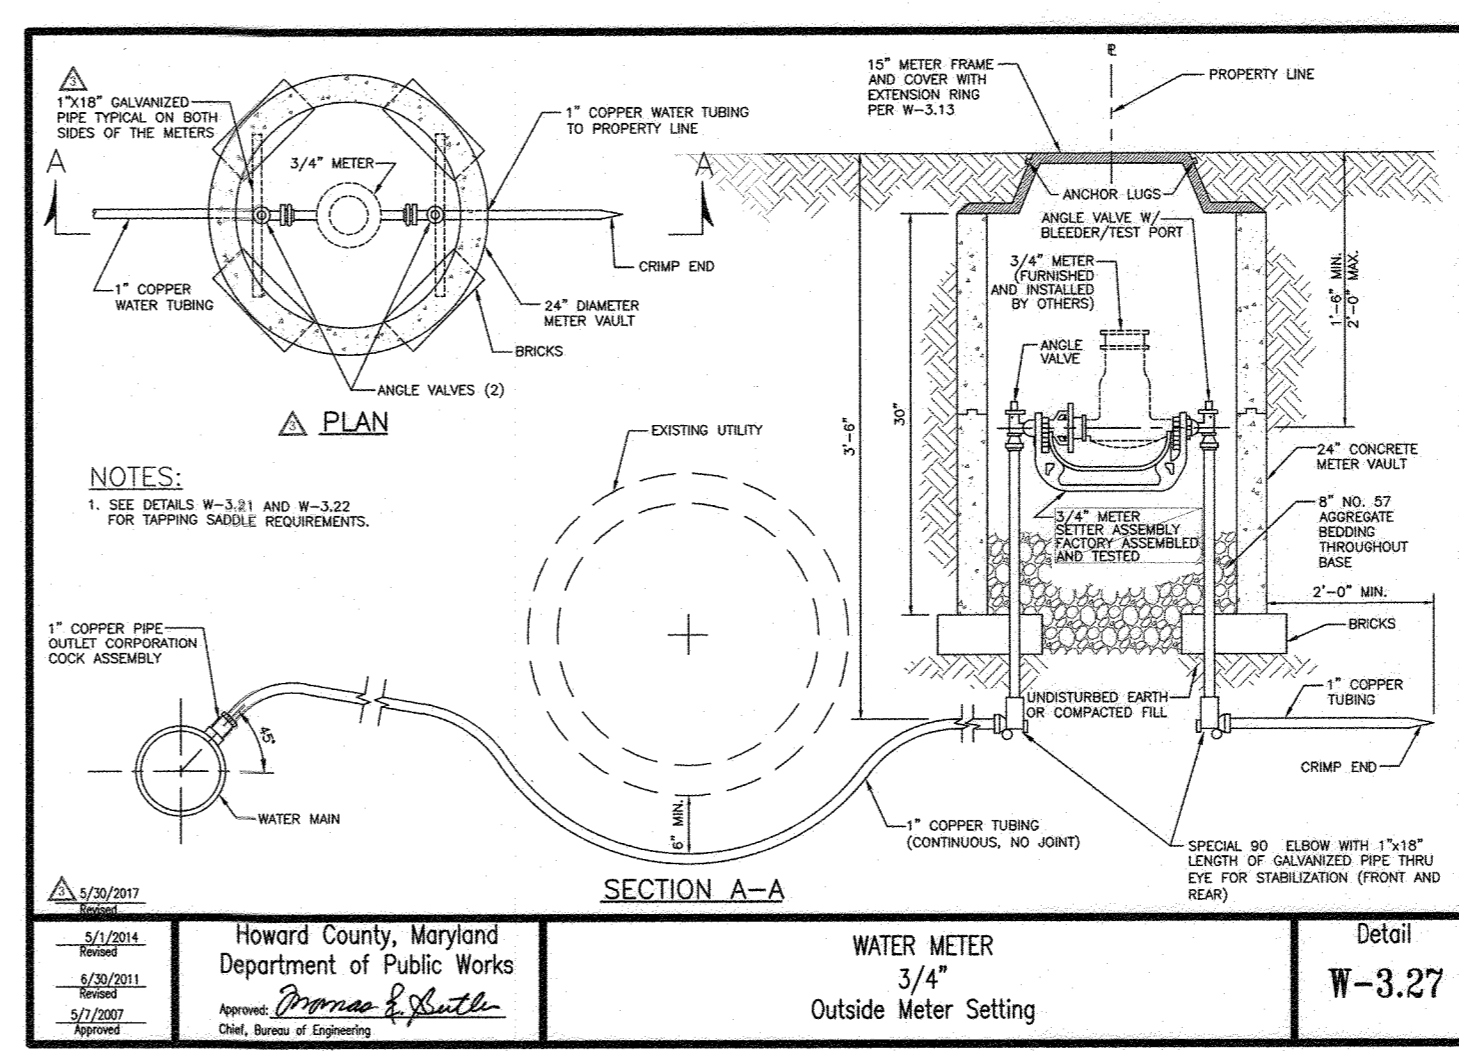 3
1"X18" GALVANIZED
PIPE TYPICAL ON BOTH
SIDES OF THE METERS
A
3/4" METER
1" COPPER WATER TUBING
TO PROPERTY LINE
A
CRIMP END
1" COPPER
WATER TUBING
24" DIAMETER
METER VAULT
BRICKS
ANGLE VALVES (2)
3
PLAN
NOTES:
1. SEE DETAILS W-3.21 AND W-3.22
FOR TAPPING SADDLE REQUIREMENTS.
15" METER FRAME
AND COVER WITH
EXTENSION RING
PER W-3.13
PROPERTY LINE
ANCHOR LUGS
ANGLE VALVE W/
BLEEDER/TEST PORT
3/4" METER
(FURNISHED
AND INSTALLED
BY OTHERS)
ANGLE
VALVE
1'-6" MIN.
2'-0" MAX.
30"
3'-6"
EXISTING UTILITY
24" CONCRETE
METER VAULT
8" NO. 57
AGGREGATE
BEDDING
THROUGHOUT
BASE
3/4" METER
SETTER ASSEMBLY
FACTORY ASSEMBLED
AND TESTED
2'-0" MIN.
BRICKS
1" COPPER PIPE
OUTLET CORPORATION
COCK ASSEMBLY
45°
WATER MAIN
UNDISTURBED EARTH
OR COMPACTED FILL
1" COPPER
TUBING
CRIMP END
6" MIN.
1" COPPER TUBING
(CONTINUOUS, NO JOINT)
SPECIAL 90 ELBOW WITH 1"x18"
LENGTH OF GALVANIZED PIPE THRU
EYE FOR STABILIZATION (FRONT AND
REAR)
SECTION A-A
3 5/30/2017
Revised
5/1/2014
Revised
6/30/2011
Revised
5/7/2007
Approved
Howard County, Maryland
Department of Public Works
Approved: Thomas E. Butler
Chief, Bureau of Engineering
WATER METER
3/4"
Outside Meter Setting
Detail
W-3.27